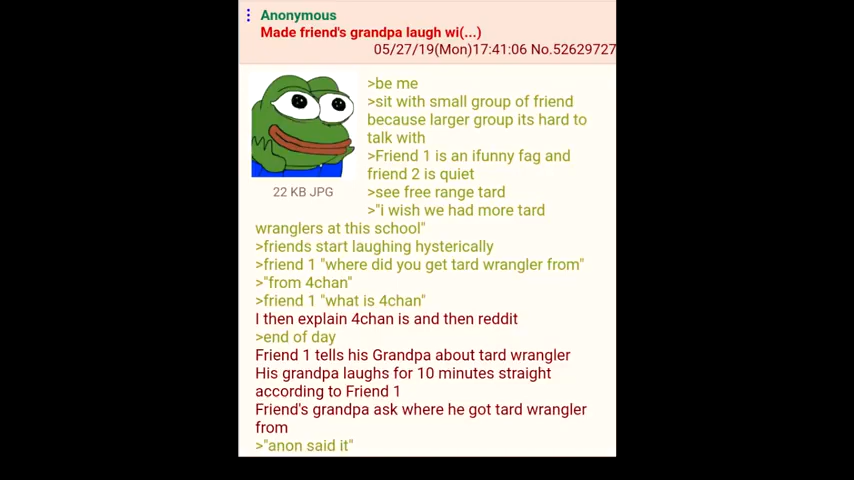 Anonymous
Made friend's grandpa laugh wi(...)
05/27/19(Mon)17:41:06 No.52629727
>be me
>sit with small group of friend
because larger group its hard to
talk with
>Friend 1 is an ifunny fag and
friend 2 is quiet
22 KB JPG
>see free range tard
>"i wish we had more tard
wranglers at this school"
>friends start laughing hysterically
>friend 1 "where did you get tard wrangler from"
>"from 4chan"
>friend 1 "what is 4chan"
I then explain 4chan is and then reddit
>end of day
Friend 1 tells his Grandpa about tard wrangler
His grandpa laughs for 10 minutes straight
according to Friend 1
Friend's grandpa ask where he got tard wrangler
from
>"anon said it"